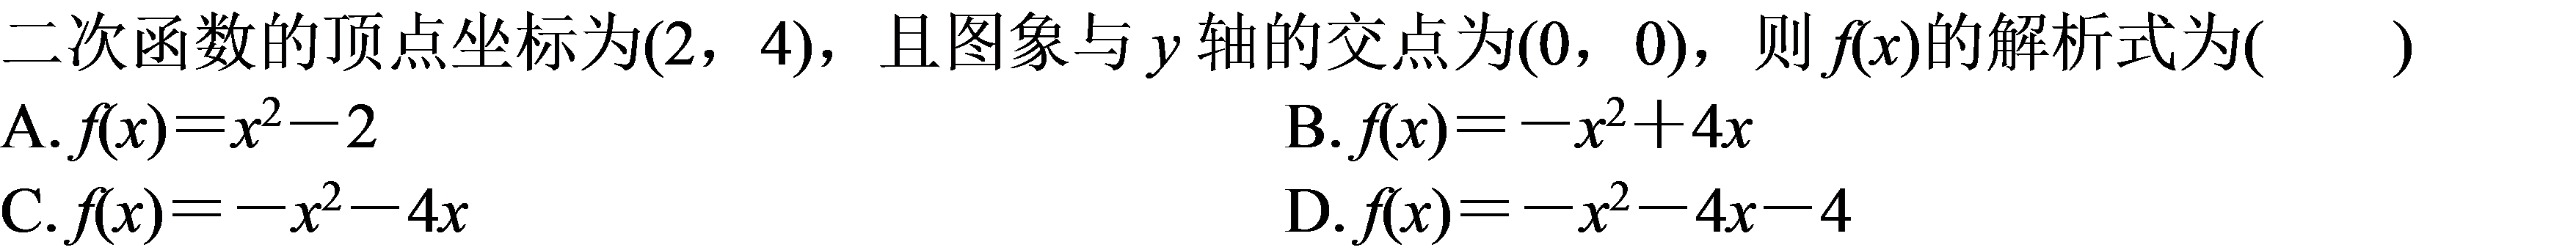 二次函数的顶点坐标为(2，4)，且图象与 y 轴的交点为(0，0)，则 f(x)的解析式为(　　)
A. f(x)＝x²－2　　B. f(x)＝－x²＋4x
C. f(x)＝－x²－4x　　D. f(x)＝－x²－4x－4